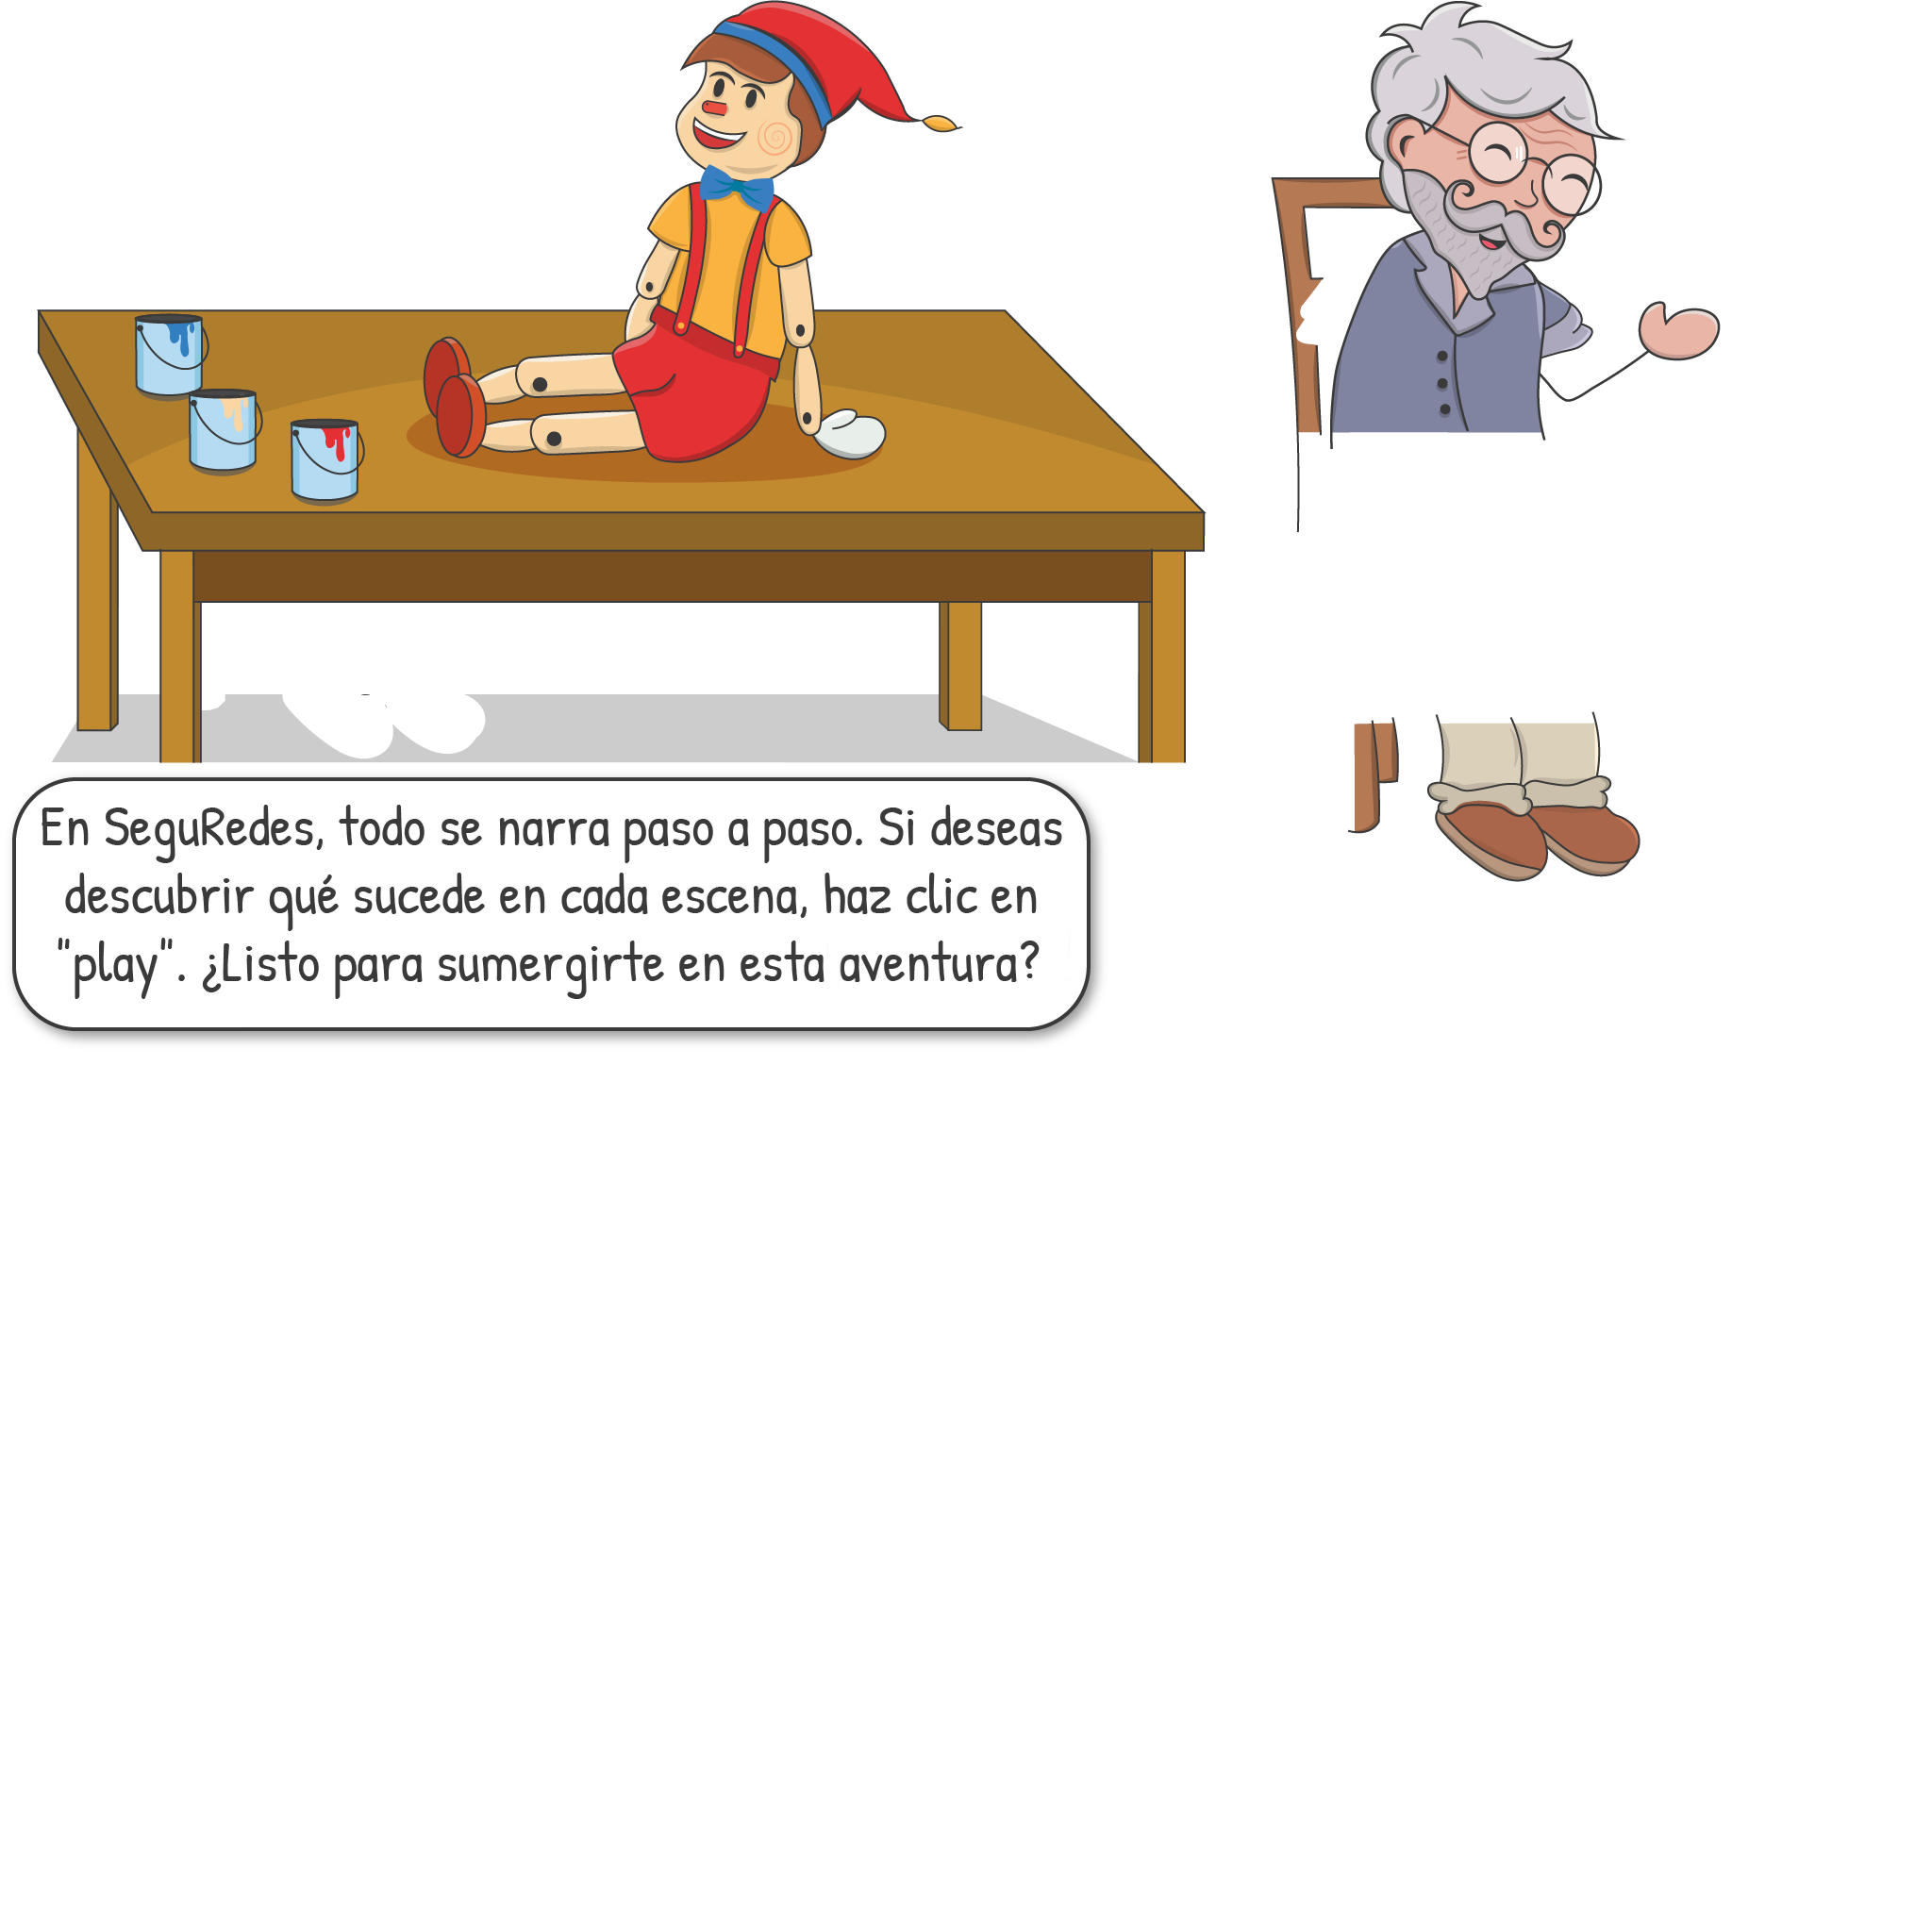 En SeguRedes, todo se narra paso a paso. Si deseas
descubrir qué sucede en cada escena, haz clic en
"play". ¿Listo para sumergirte en esta aventura?